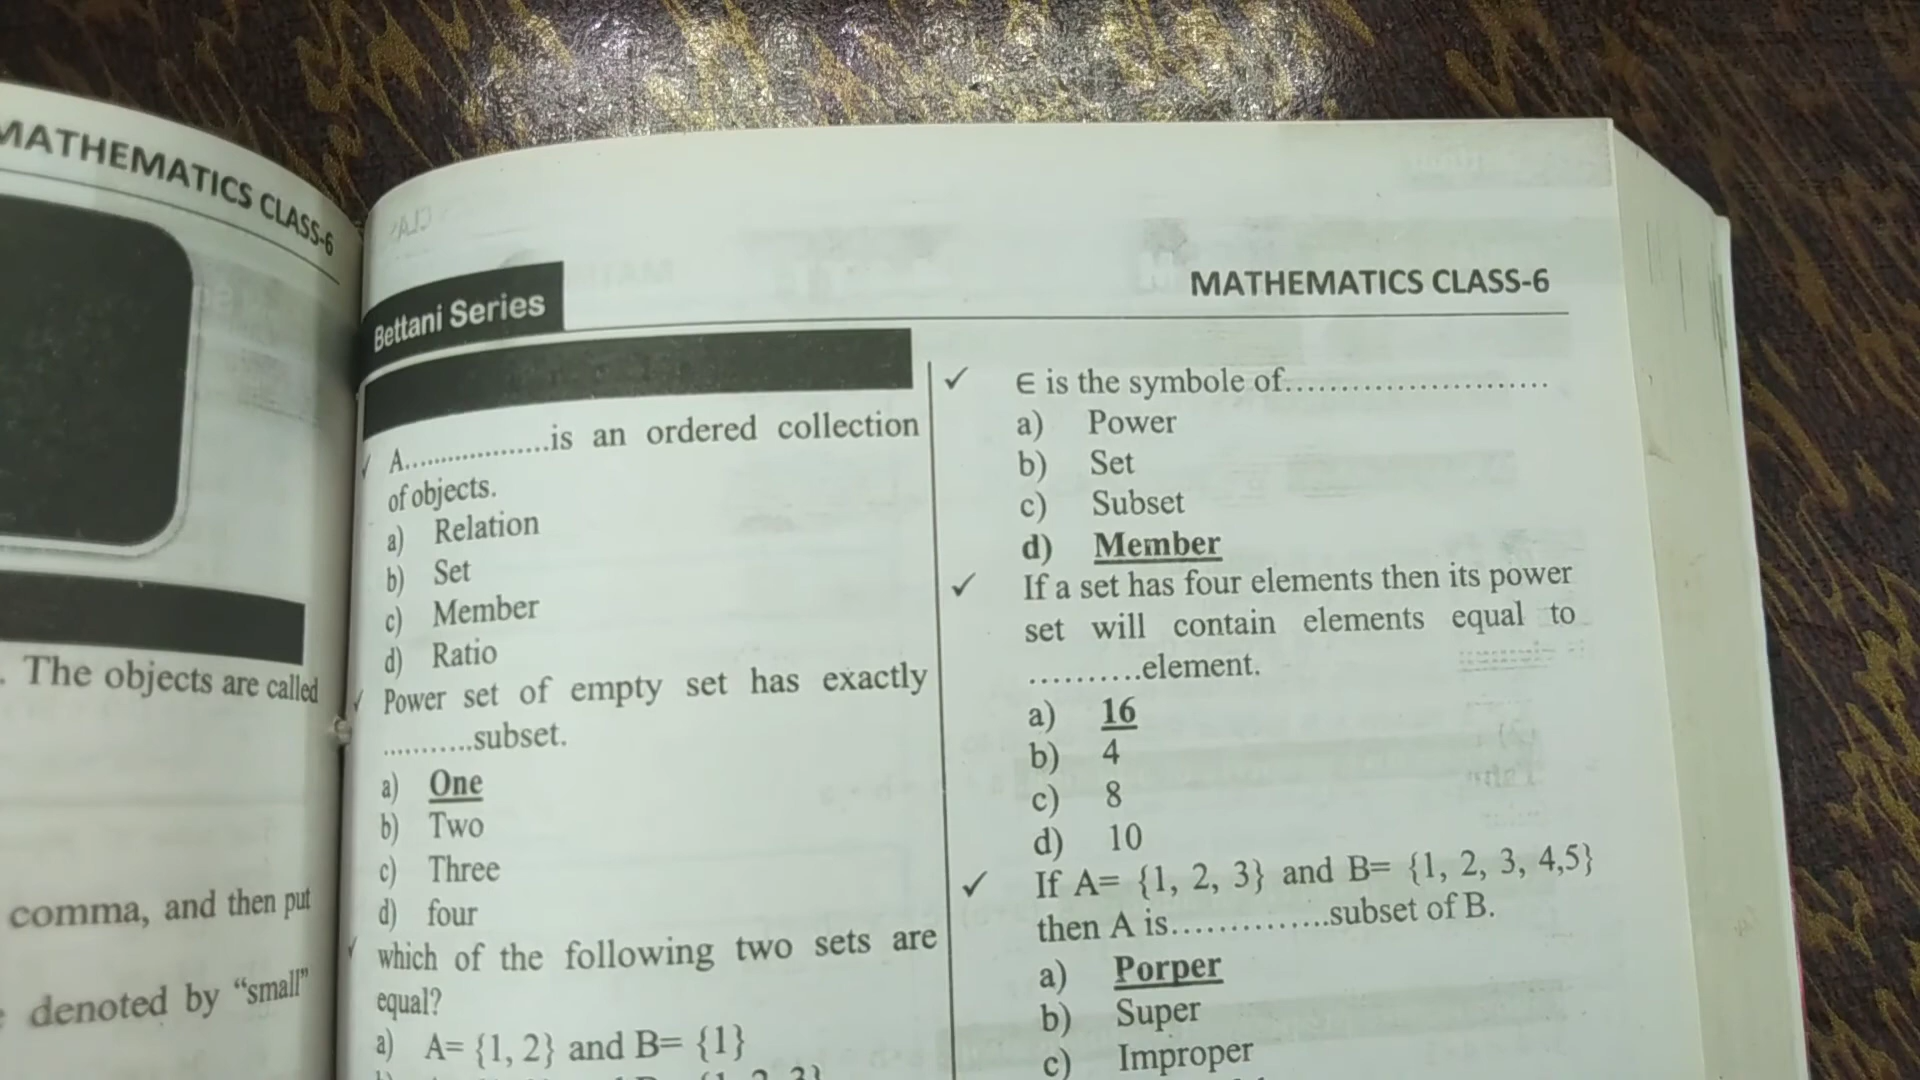 MATHEMATICS CLASS-6
. The objects are called
comma, and then put
denoted by “small”
Bettani Series
MATHEMATICS CLASS-6
✓ A..................is an ordered collection
of objects.
a) Relation
b) Set
c) Member
d) Ratio
✓ Power set of empty set has exactly
...........subset.
a) One
b) Two
c) Three
d) four
✓ which of the following two sets are
equal?
a) A= {1, 2} and B= {1}
✓ ∈ is the symbole of........................
a) Power
b) Set
c) Subset
d) Member
✓ If a set has four elements then its power
set will contain elements equal to
..........element.
a) 16
b) 4
c) 8
d) 10
✓ If A= {1, 2, 3} and B= {1, 2, 3, 4,5}
then A is..............subset of B.
a) Porper
b) Super
c) Improper